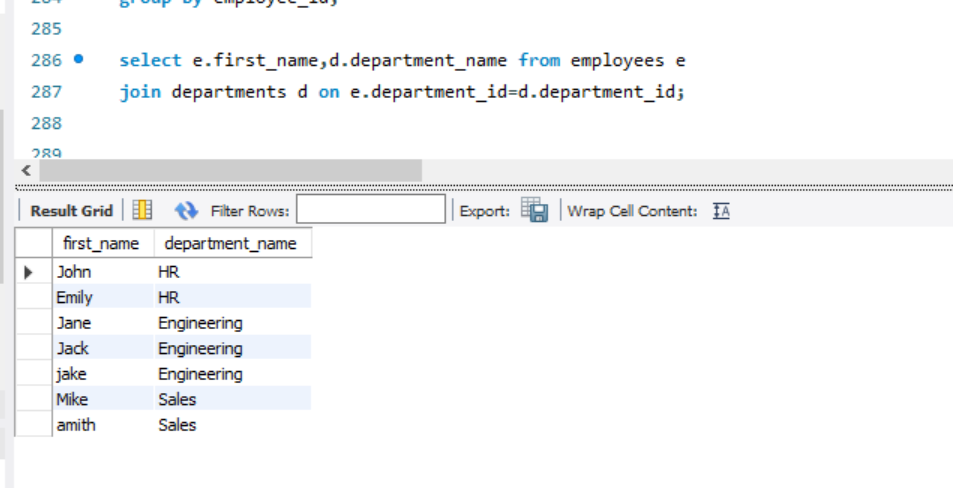 284 group by employee_id;
285
286 select e.first_name,d.department_name from employees e
287 join departments d on e.department_id=d.department_id;
288
289
Result Grid Filter Rows: Export: Wrap Cell Content: IA
first_name department_name
John HR
Emily HR
Jane Engineering
Jack Engineering
jake Engineering
Mike Sales
amith Sales